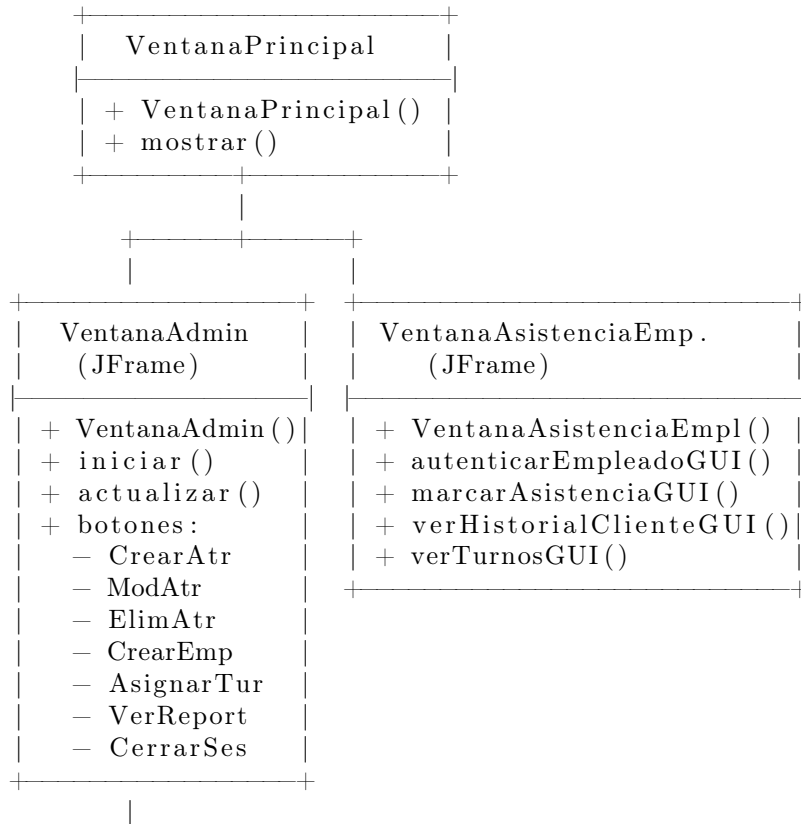 VentanaPrincipal
+ VentanaPrincipal()
+ mostrar()
VentanaAdmin
(JFrame)
+ VentanaAdmin()
+ iniciar()
+ actualizar()
+ botones:
- CrearAtr
- ModAtr
- ElimAtr
- CrearEmp
- AsignarTur
- VerReport
- CerrarSes
VentanaAsistenciaEmp.
(JFrame)
+ VentanaAsistenciaEmpl()
+ autenticarEmpleadoGUI()
+ marcarAsistenciaGUI()
+ verHistorialClienteGUI()
+ verTurnosGUI()